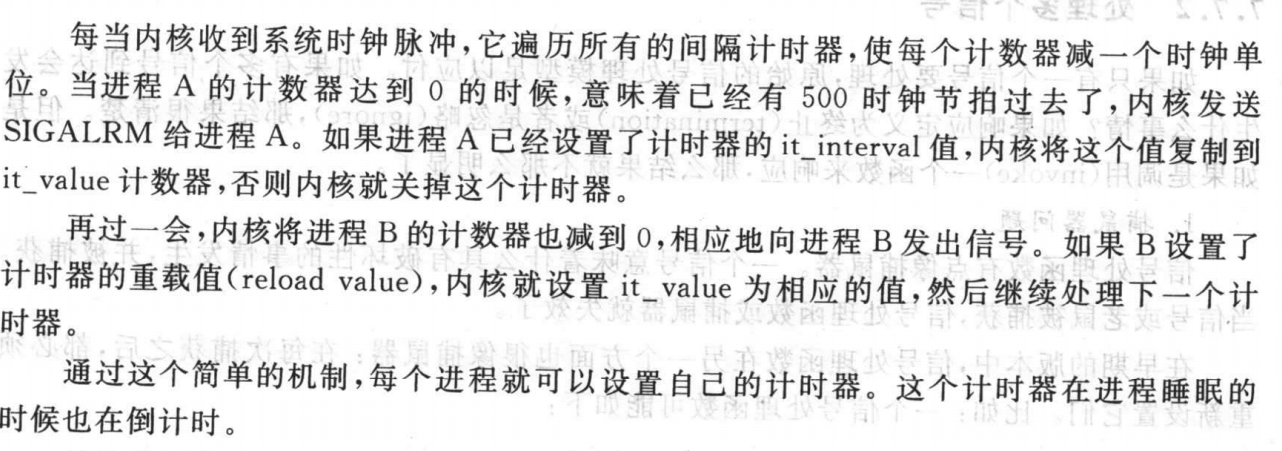 每当内核收到系统时钟脉冲，它遍历所有的间隔计时器，使每个计数器减一个时钟单
位。当进程 A 的计数器达到 0 的时候，意味着已经有 500 时钟节拍过去了，内核发送
SIGALRM 给进程 A。如果进程 A 已经设置了计时器的 it_interval 值，内核将这个值复制到
it_value 计数器，否则内核就关掉这个计时器。
再过一会，内核将进程 B 的计数器也减到 0，相应地向进程 B 发出信号。如果 B 设置了
计时器的重载值(reload value)，内核就设置 it_value 为相应的值，然后继续处理下一个计
时器。
通过这个简单的机制，每个进程就可以设置自己的计时器。这个计时器在进程睡眠的
时候也在倒计时。